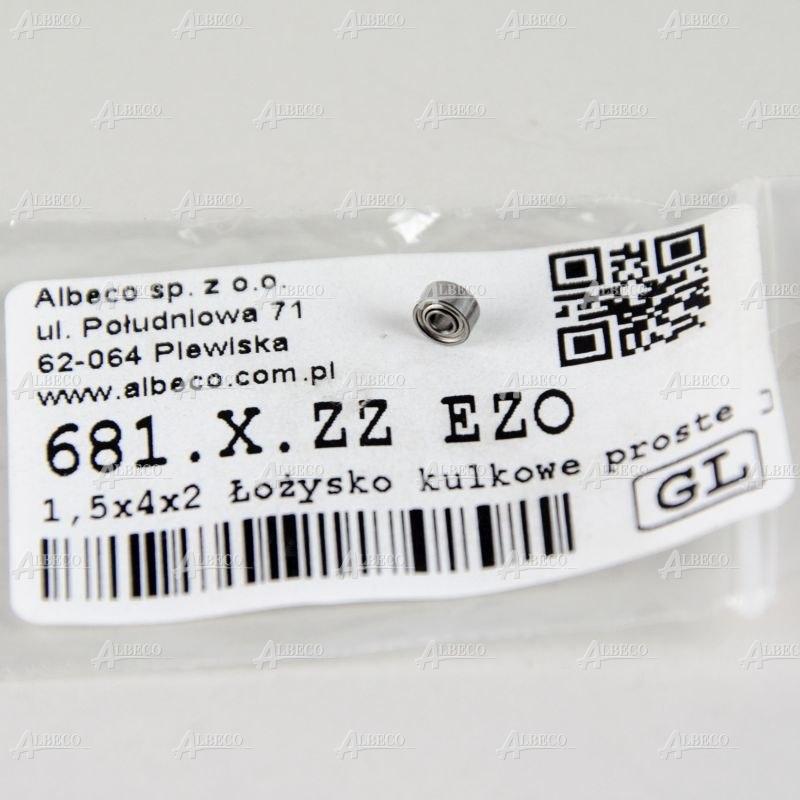 Albeco sp. z o.o.
ul. Południowa 71
62-064 Plewiska
www.albeco.com.pl
681.X.ZZ EZO
1,5x4x2 Łożysko kulkowe proste
GL
ALBECO